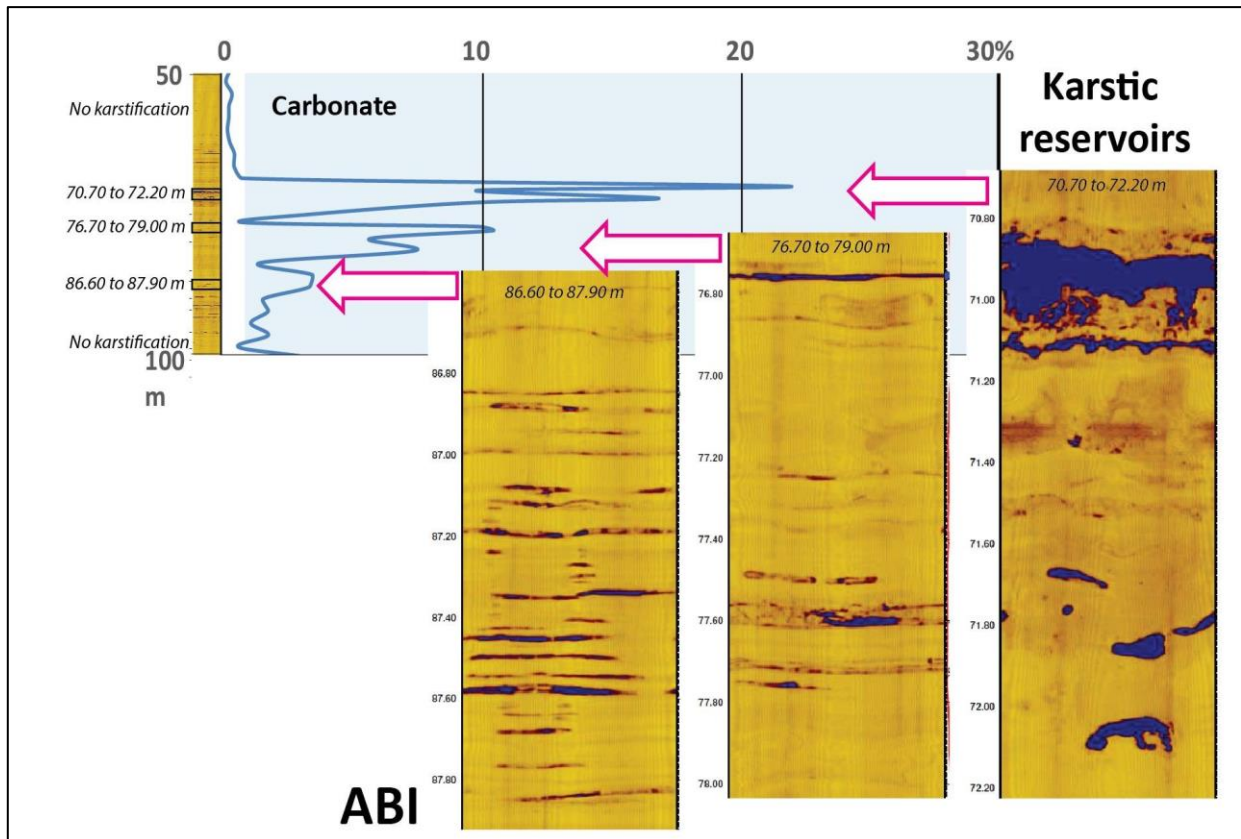 0 10 20 30%
50
No karstification
Carbonate
Karstic
reservoirs
70.70 to 72.20 m
76.70 to 79.00 m
86.60 to 87.90 m
No karstification
100
m
86.60 to 87.90 m
86.80
87.00
87.20
87.40
87.60
87.80
ABI
76.70 to 79.00 m
76.80
77.00
77.20
77.40
77.60
77.80
78.00
70.70 to 72.20 m
70.80
71.00
71.20
71.40
71.60
71.80
72.00
72.20